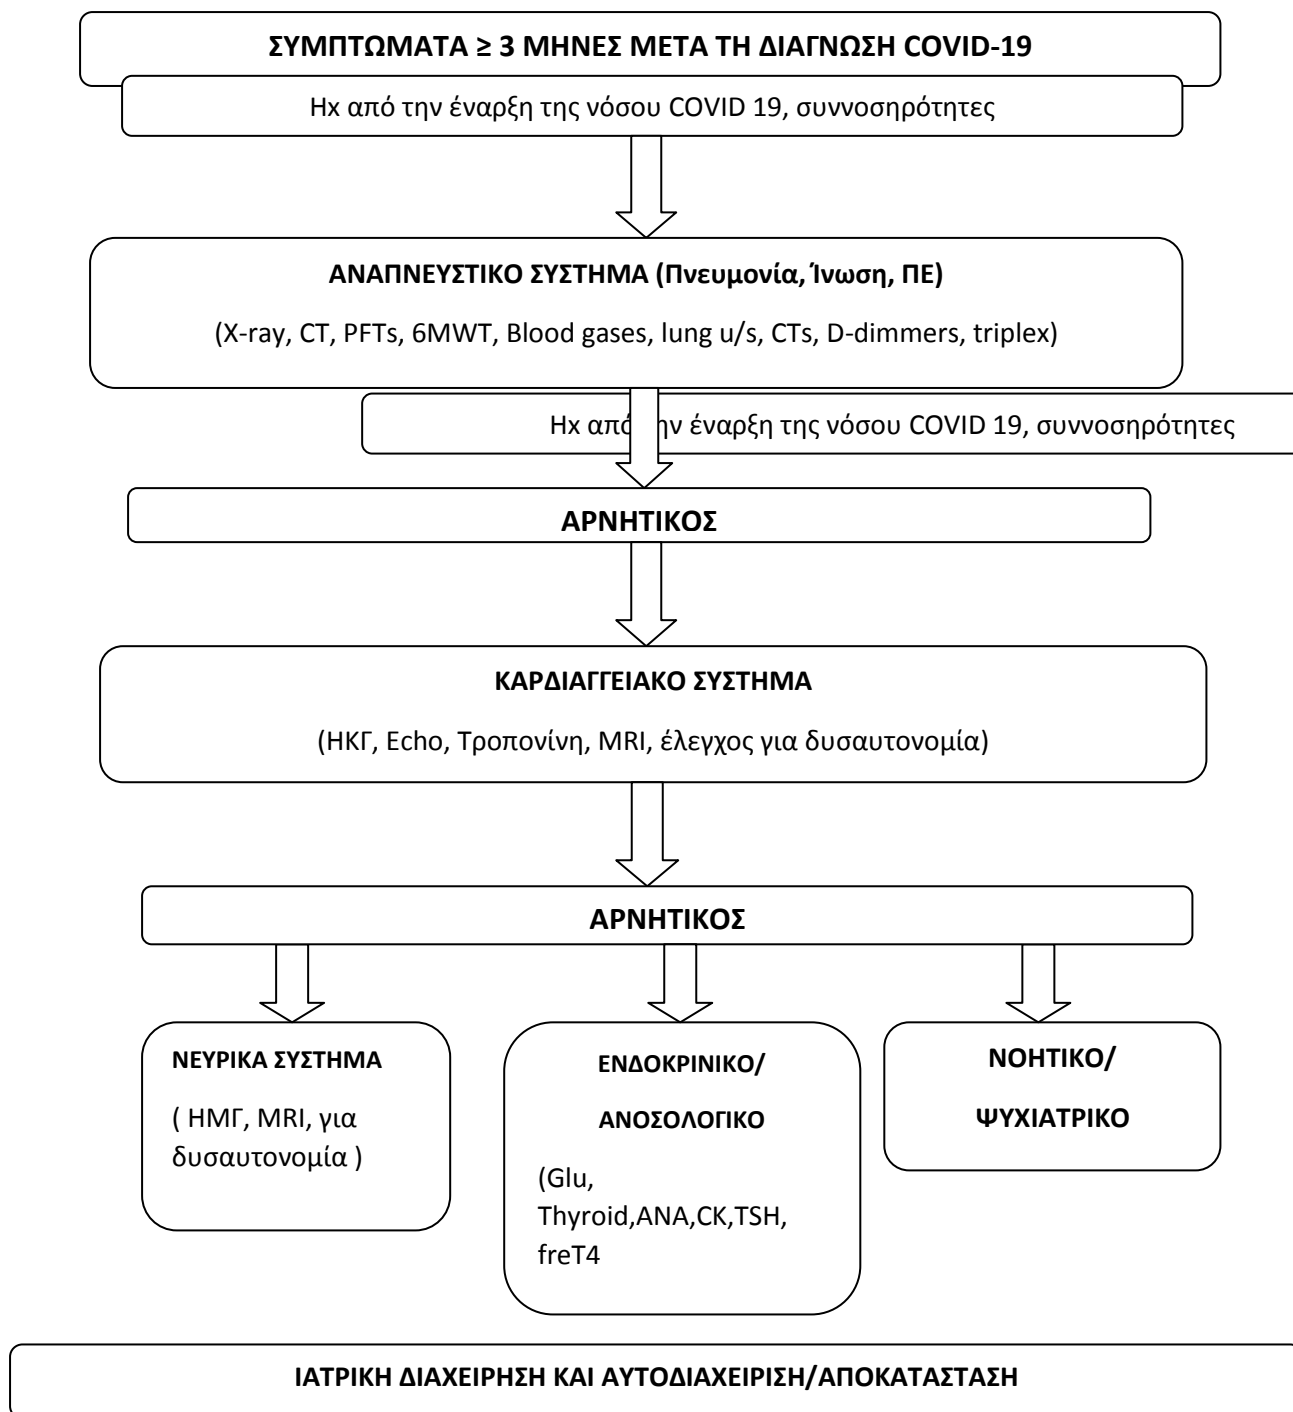 ΣΥΜΠΤΩΜΑΤΑ ≥ 3 ΜΗΝΕΣ ΜΕΤΑ ΤΗ ΔΙΑΓΝΩΣΗ COVID-19
Hx από την έναρξη της νόσου COVID 19, συννοσηρότητες
ΑΝΑΠΝΕΥΣΤΙΚΟ ΣΥΣΤΗΜΑ (Πνευμονία, Ίνωση, ΠΕ)
(X-ray, CT, PFTs, 6MWT, Blood gases, lung u/s, CTs, D-dimmers, triplex)
Hx από την έναρξη της νόσου COVID 19, συννοσηρότητες
ΑΡΝΗΤΙΚΟΣ
ΚΑΡΔΙΑΓΓΕΙΑΚΟ ΣΥΣΤΗΜΑ
(ΗΚΓ, Echo, Τροπονίνη, MRI, έλεγχος για δυσαυτονομία)
ΑΡΝΗΤΙΚΟΣ
ΝΕΥΡΙΚΑ ΣΥΣΤΗΜΑ
( ΗΜΓ, MRI, για
δυσαυτονομία )
ΕΝΔΟΚΡΙΝΙΚΟ/
ΑΝΟΣΟΛΟΓΙΚΟ
(Glu,
Thyroid,ANA,CK,TSH,
freT4
ΝΟΗΤΙΚΟ/
ΨΥΧΙΑΤΡΙΚΟ
ΙΑΤΡΙΚΗ ΔΙΑΧΕΙΡΗΣΗ ΚΑΙ ΑΥΤΟΔΙΑΧΕΙΡΙΣΗ/ΑΠΟΚΑΤΑΣΤΑΣΗ